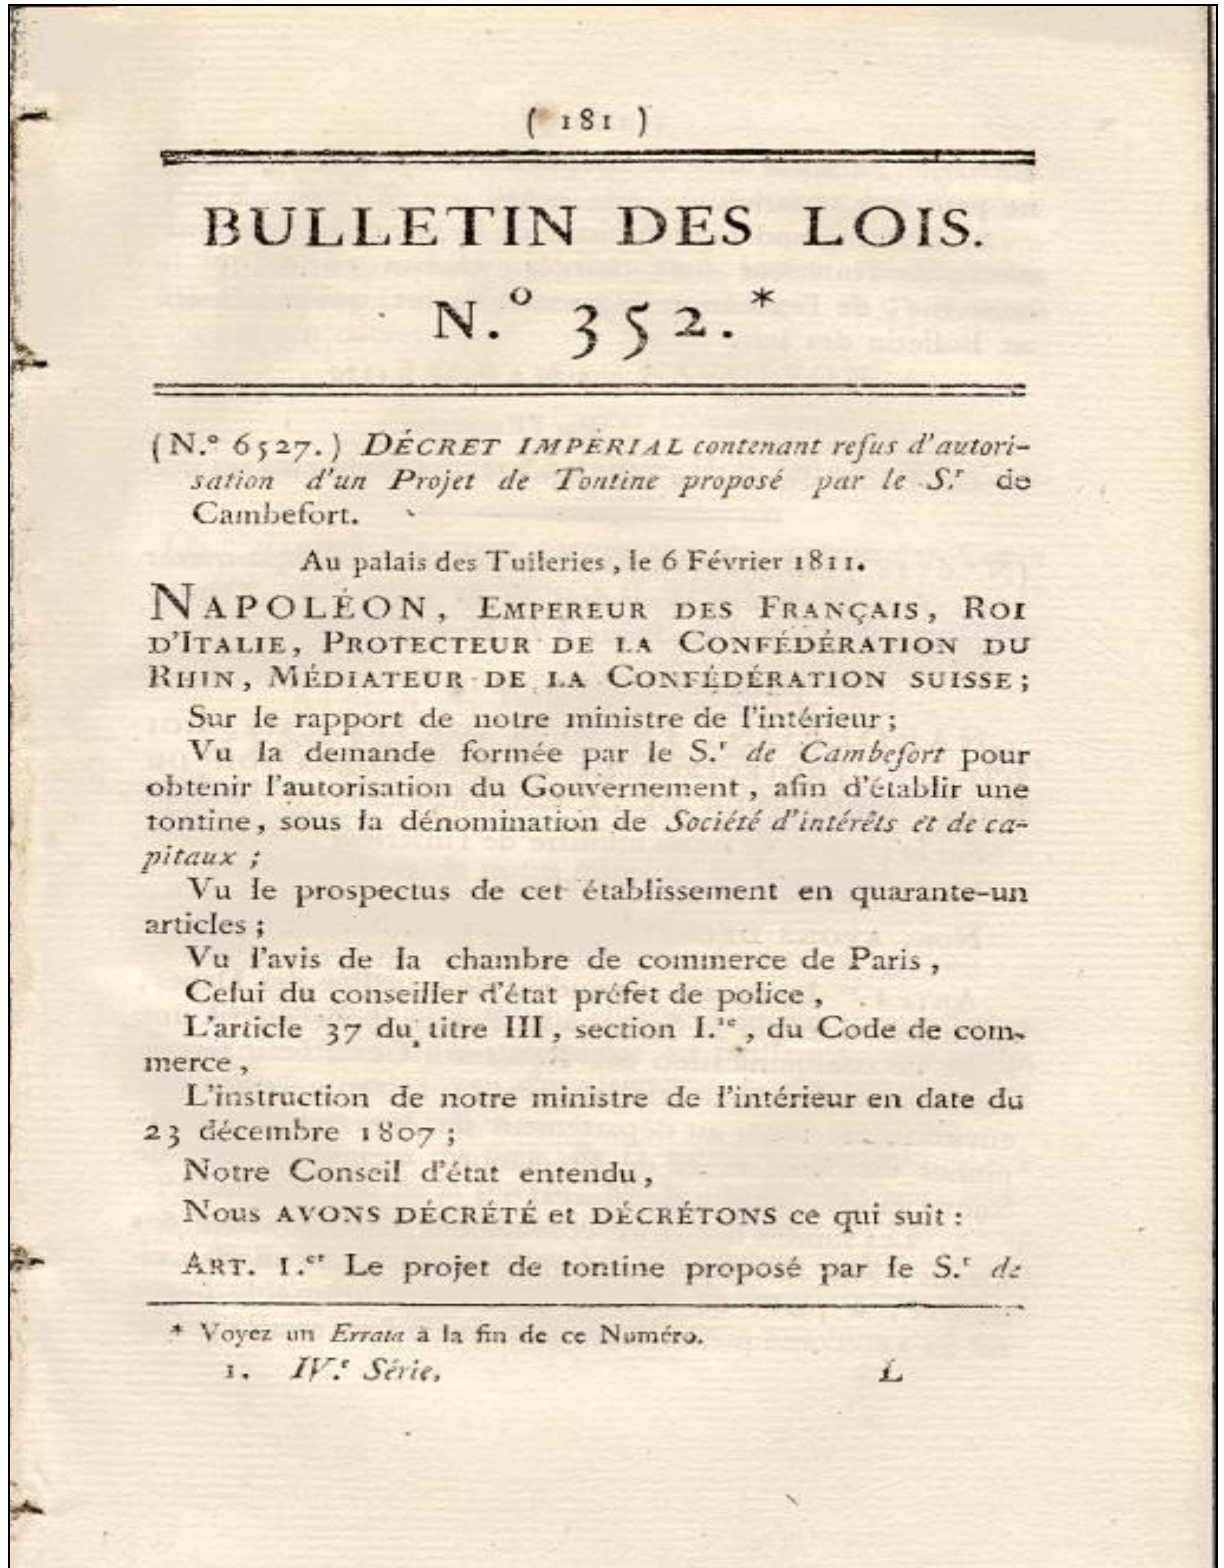 ( 181 )
BULLETIN DES LOIS.
N.° 352.*
(N.° 6527.) DÉCRET IMPÉRIAL contenant refus d'autori-
sation d'un Projet de Tontine proposé par le S.r de
Cambefort.
Au palais des Tuileries, le 6 Février 1811.
NAPOLÉON, EMPEREUR DES FRANÇAIS, ROI
D'ITALIE, PROTECTEUR DE LA CONFÉDÉRATION DU
RHIN, MÉDIATEUR DE LA CONFÉDÉRATION SUISSE;
Sur le rapport de notre ministre de l'intérieur;
Vu la demande formée par le S.r de Cambefort pour
obtenir l'autorisation du Gouvernement, afin d'établir une
tontine, sous la dénomination de Société d'intérêts et de ca-
pitaux;
Vu le prospectus de cet établissement en quarante-un
articles;
Vu l'avis de la chambre de commerce de Paris,
Celui du conseiller d'état préfet de police,
L'article 37 du titre III, section I.re, du Code de com-
merce,
L'instruction de notre ministre de l'intérieur en date du
23 décembre 1807;
Notre Conseil d'état entendu,
Nous AVONS DÉCRÉTÉ et DÉCRÉTONS ce qui suit:
ART. I.er Le projet de tontine proposé par le S.r de
* Voyez un Errata à la fin de ce Numéro.
1. IV.e Série.
L